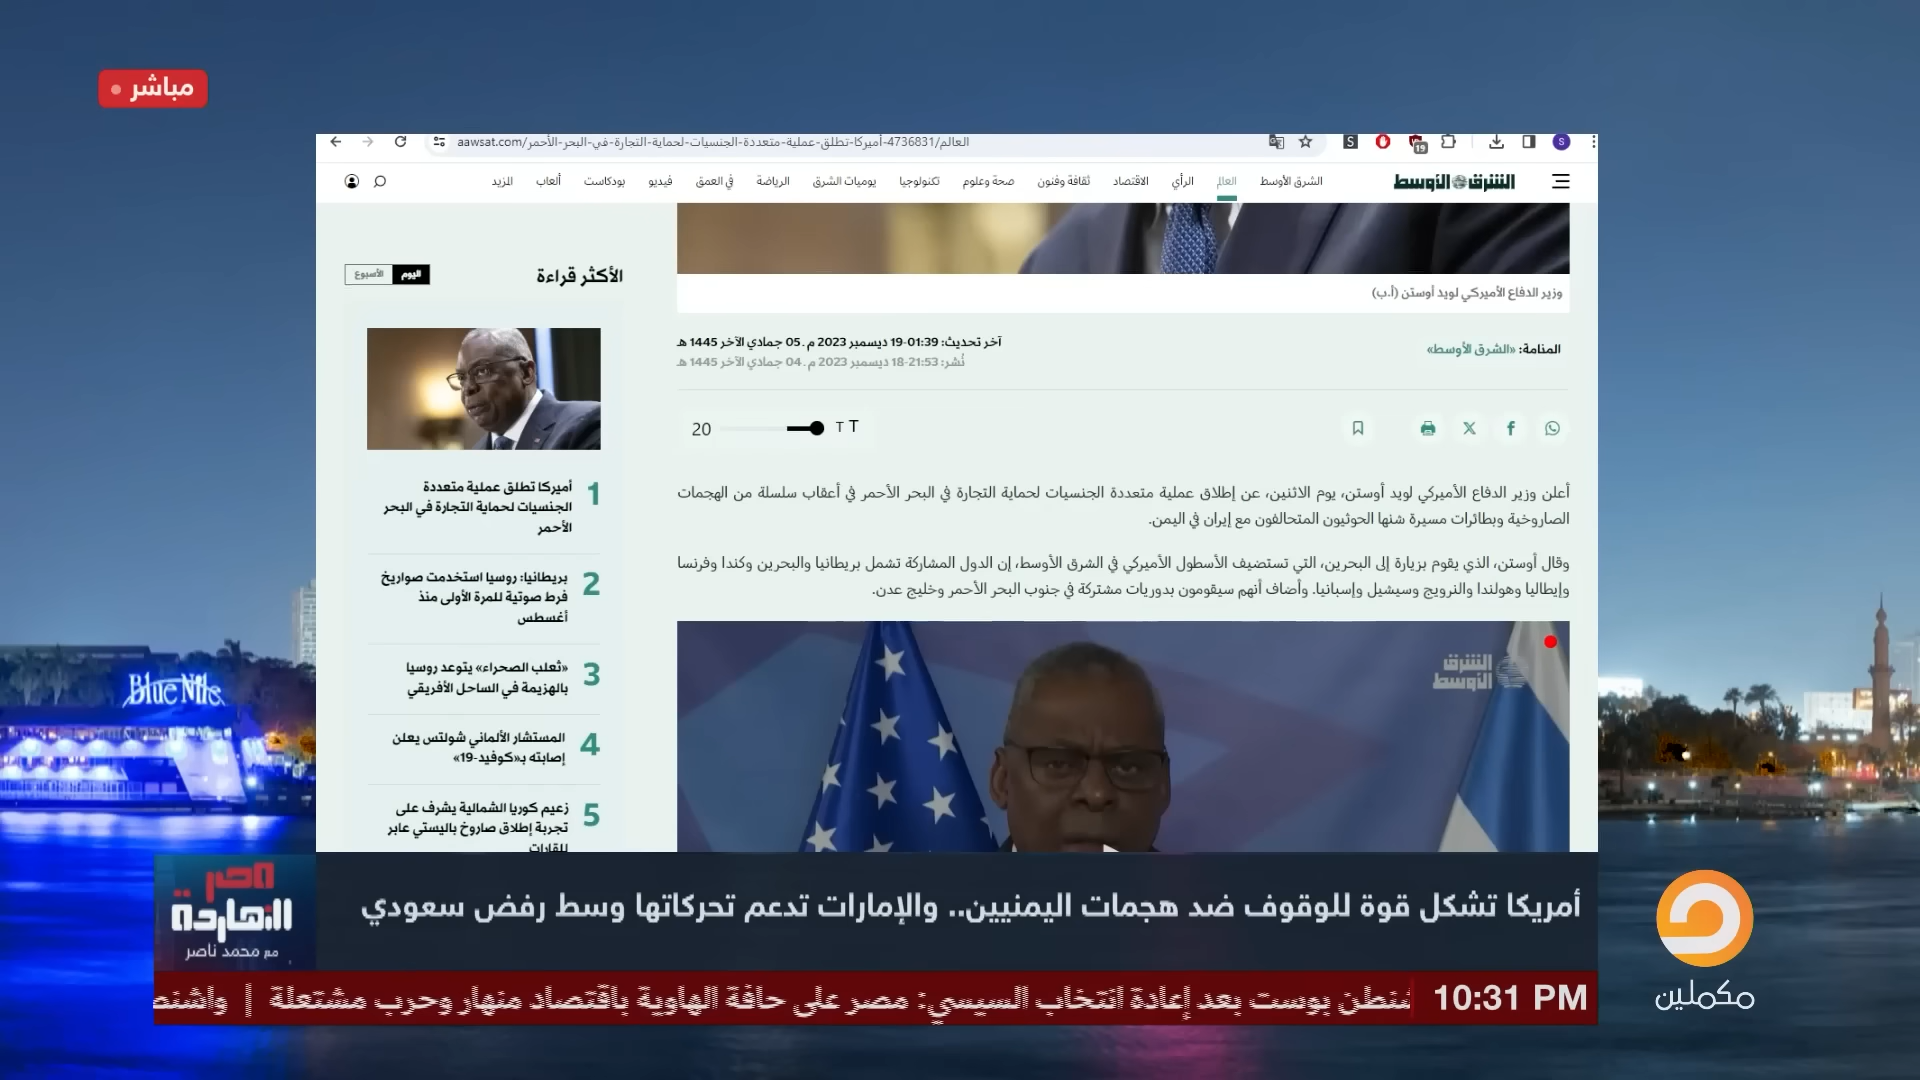 مباشر
aawsat.com/العالم/4736831-أميركا-تطلق-عملية-متعددة-الجنسيات-لحماية-التجارة-في-البحر-الأحمر
S
19
S
الشرق الأوسط
الشرق الأوسط العالم الرأي الاقتصاد ثقافة وفنون صحة وعلوم تكنولوجيا يوميات الشرق الرياضة في العمق فيديو بودكاست ألعاب المزيد
وزير الدفاع الأميركي لويد أوستن (أ.ب)
المنامة: «الشرق الأوسط»
آخر تحديث: 01:39-19 ديسمبر 2023 م ـ 05 جمادي الآخر 1445 هـ
نُشر: 21:53-18 ديسمبر 2023 م ـ 04 جمادي الآخر 1445 هـ
20 T T
أعلن وزير الدفاع الأميركي لويد أوستن، يوم الاثنين، عن إطلاق عملية متعددة الجنسيات لحماية التجارة في البحر الأحمر في أعقاب سلسلة من الهجمات
الصاروخية وبطائرات مسيرة شنها الحوثيون المتحالفون مع إيران في اليمن.
وقال أوستن، الذي يقوم بزيارة إلى البحرين، التي تستضيف الأسطول الأميركي في الشرق الأوسط، إن الدول المشاركة تشمل بريطانيا والبحرين وكندا وفرنسا
وإيطاليا وهولندا والنرويج وسيشيل وإسبانيا. وأضاف أنهم سيقومون بدوريات مشتركة في جنوب البحر الأحمر وخليج عدن.
الشرق
الأوسط
الأكثر قراءة
اليوم الأسبوع
1 أميركا تطلق عملية متعددة
الجنسيات لحماية التجارة في البحر
الأحمر
2 بريطانيا: روسيا استخدمت صواريخ
فرط صوتية للمرة الأولى منذ
أغسطس
3 «ثعلب الصحراء» يتوعد روسيا
بالهزيمة في الساحل الأفريقي
4 المستشار الألماني شولتس يعلن
إصابته بـ«كوفيد-19»
5 زعيم كوريا الشمالية يشرف على
تجربة إطلاق صاروخ باليستي عابر
للقارات
Blue Nile
مصر
النهاردة
مع محمد ناصر
أمريكا تشكل قوة للوقوف ضد هجمات اليمنيين.. والإمارات تدعم تحركاتها وسط رفض سعودي
10:31 PM
بوست بعد إعادة انتخاب السيسي: مصر على حافة الهاوية باقتصاد منهار وحرب مشتعلة |
مكملين